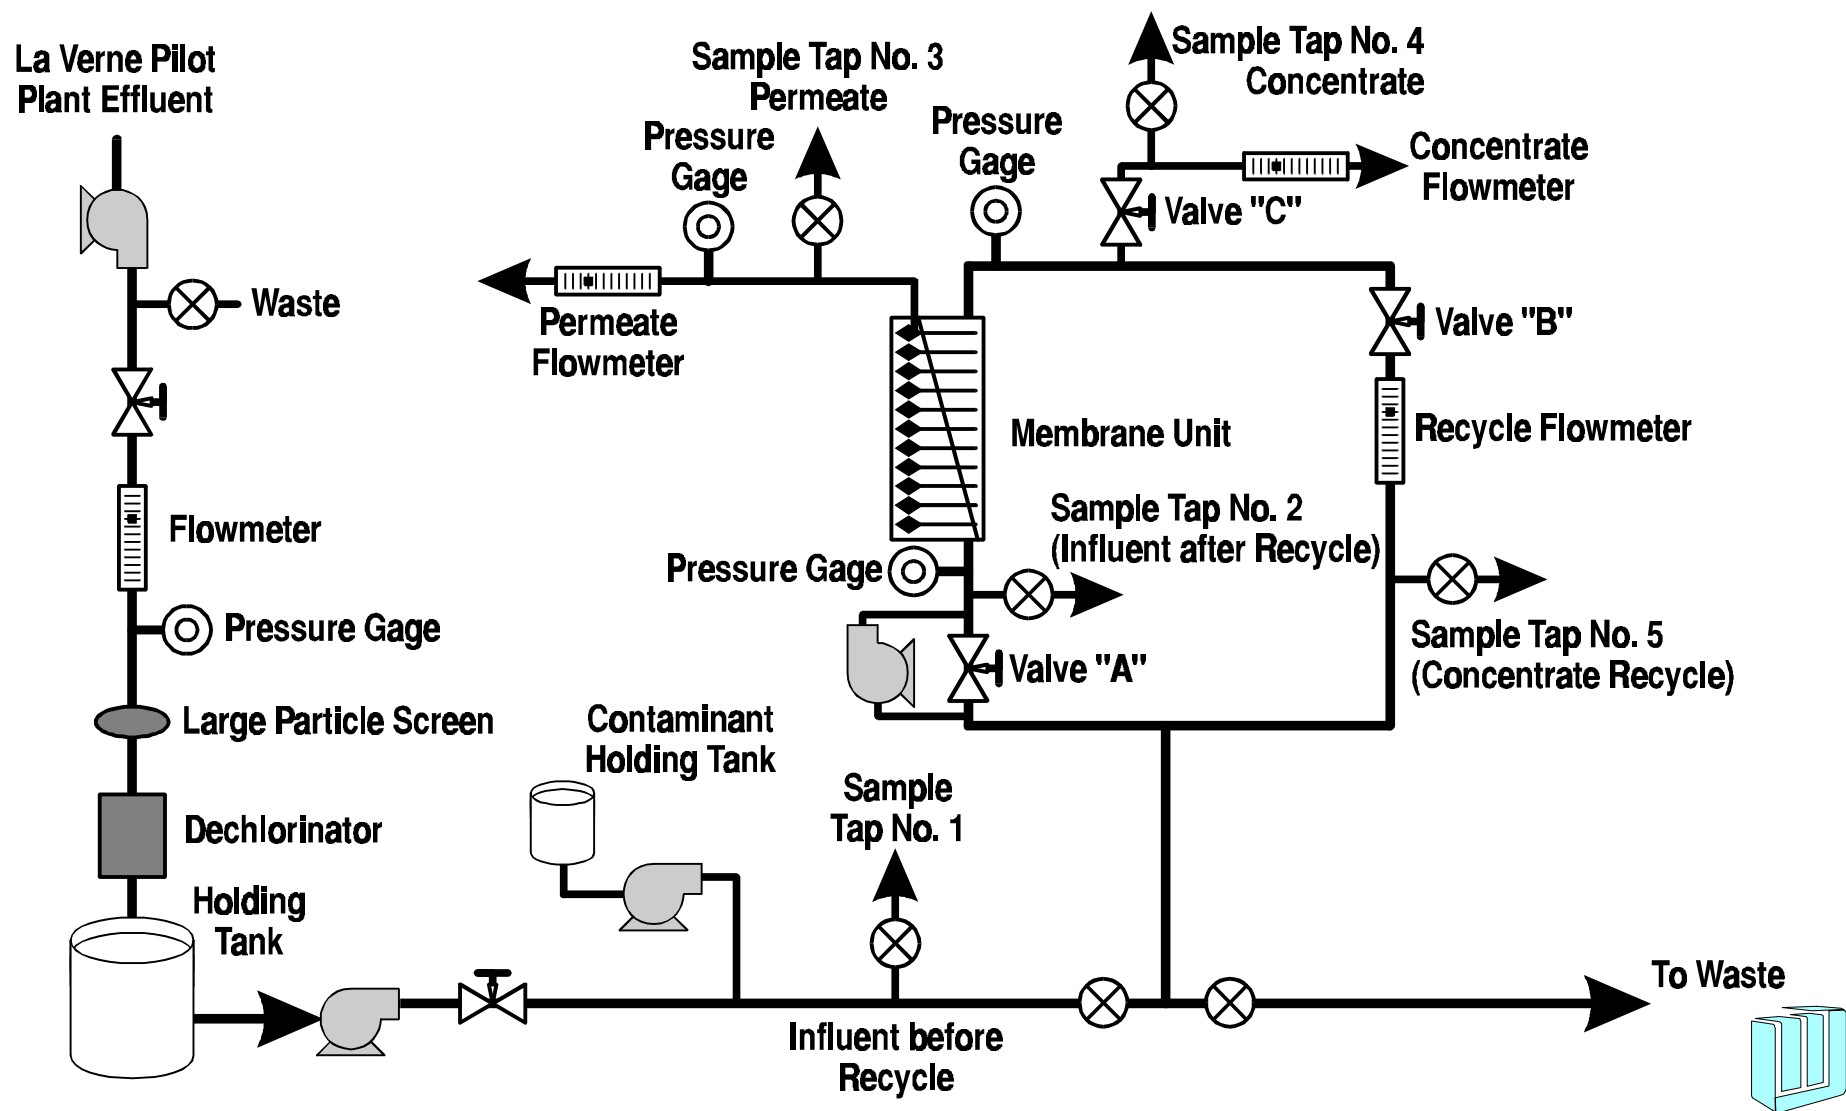 La Verne Pilot
Plant Effluent
Waste
Flowmeter
Pressure Gage
Large Particle Screen
Dechlorinator
Holding
Tank
Sample Tap No. 3
Permeate
Pressure
Gage
Permeate
Flowmeter
Pressure
Gage
Sample Tap No. 4
Concentrate
Concentrate
Flowmeter
Valve "C"
Valve "B"
Recycle Flowmeter
Membrane Unit
Sample Tap No. 2
(Influent after Recycle)
Pressure Gage
Valve "A"
Sample Tap No. 5
(Concentrate Recycle)
Contaminant
Holding Tank
Sample
Tap No. 1
Influent before
Recycle
To Waste